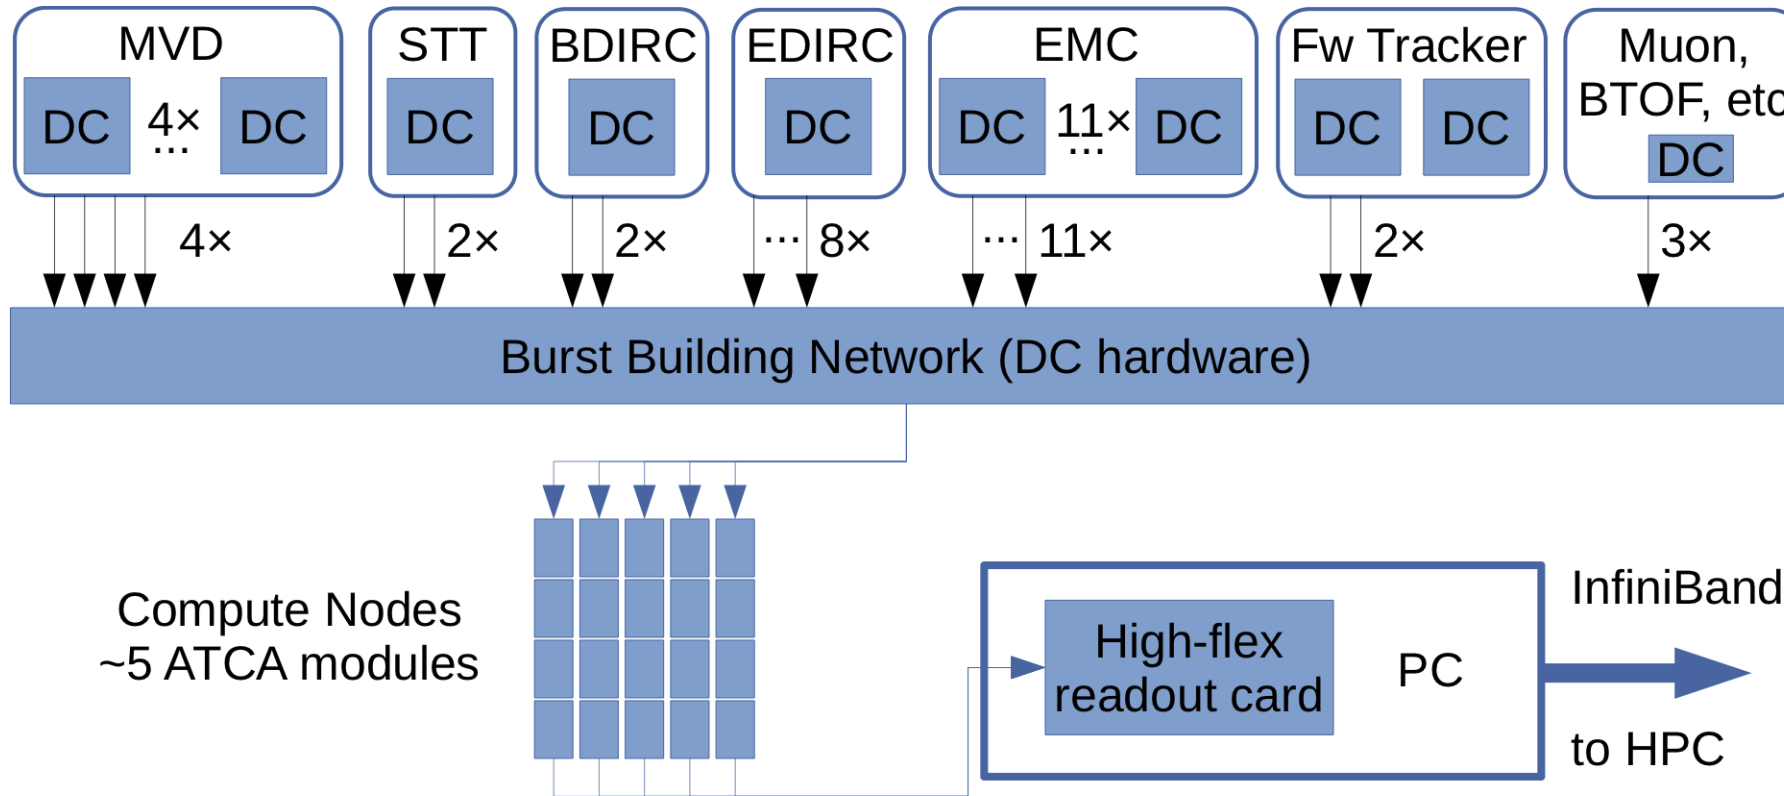 MVD
STT
BDIRC
EDIRC
EMC
Fw Tracker
Muon,
BTOF, etc
DC
4×
...
DC
DC
DC
DC
DC
11×
...
DC
DC
DC
DC
4×
2×
2×
... 8×
... 11×
2×
3×
Burst Building Network (DC hardware)
Compute Nodes
~5 ATCA modules
High-flex
readout card
PC
InfiniBand
to HPC